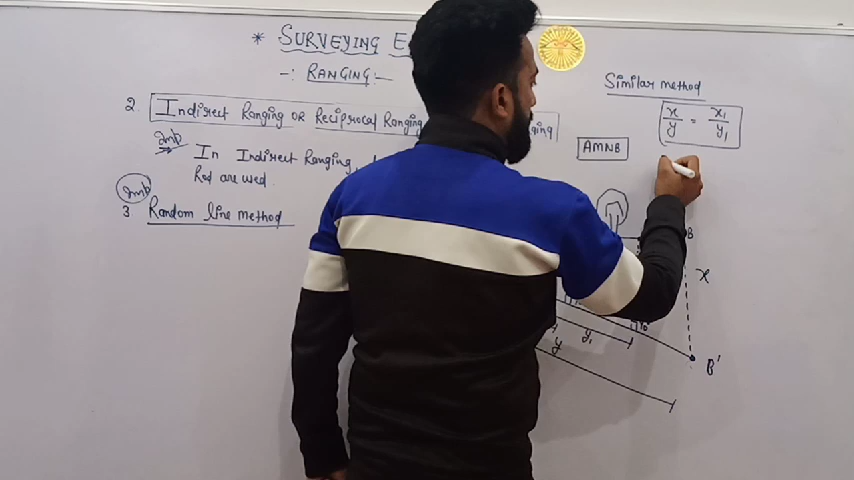 * SURVEYING E
-: RANGING :-
2. Indirect Ranging OR Reciprocal Ranging
Imp In Indirect Ranging,
Rod are used.
Imp
3 Random line method
Similar method
x/y = x₁/y₁
AMNB
B
x
y₁
y
B'